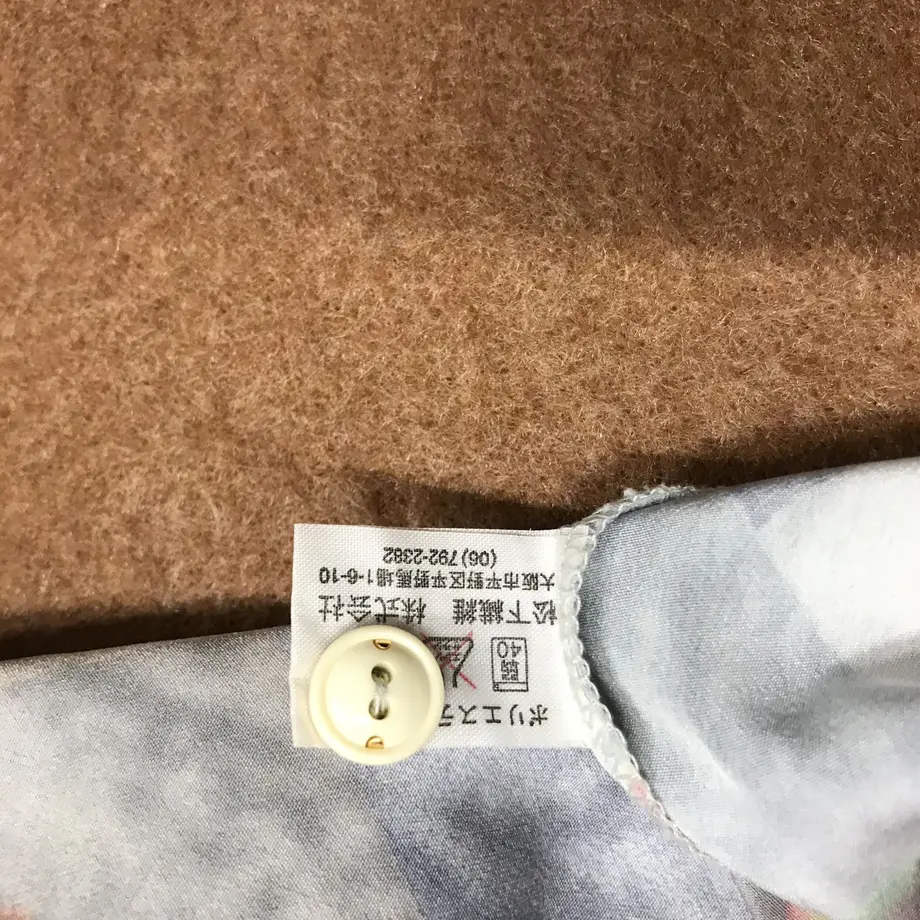 ポリエステ
弱
40
松下繊維 株式会社
大阪市平野区平野馬場1-6-10
(06)792-2382